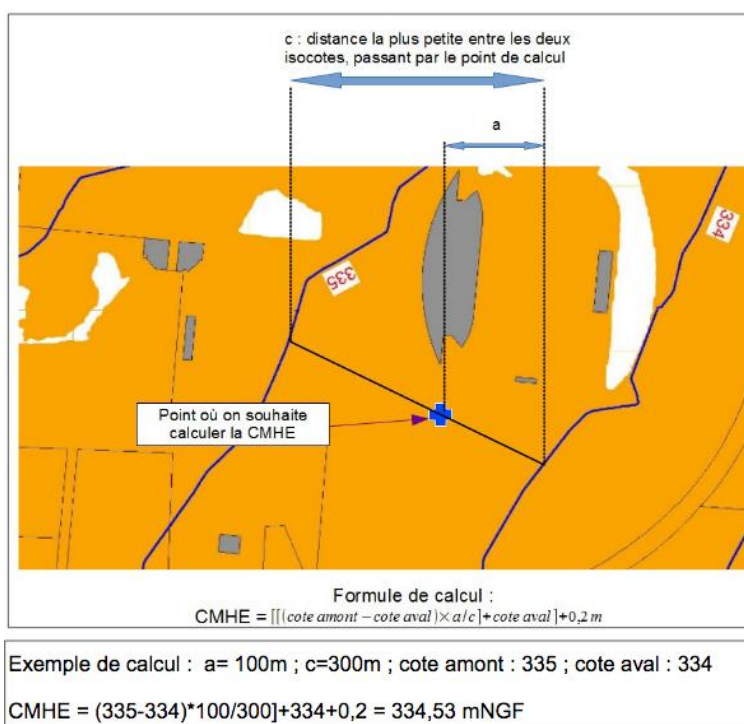 c : distance la plus petite entre les deux
isocotes, passant par le point de calcul
a
334
335
Point où on souhaite
calculer la CMHE
Formule de calcul :
CMHE = [[(cote amont − cote aval)×a/c]+cote aval]+0,2 m
Exemple de calcul : a= 100m ; c=300m ; cote amont : 335 ; cote aval : 334
CMHE = (335-334)*100/300]+334+0,2 = 334,53 mNGF